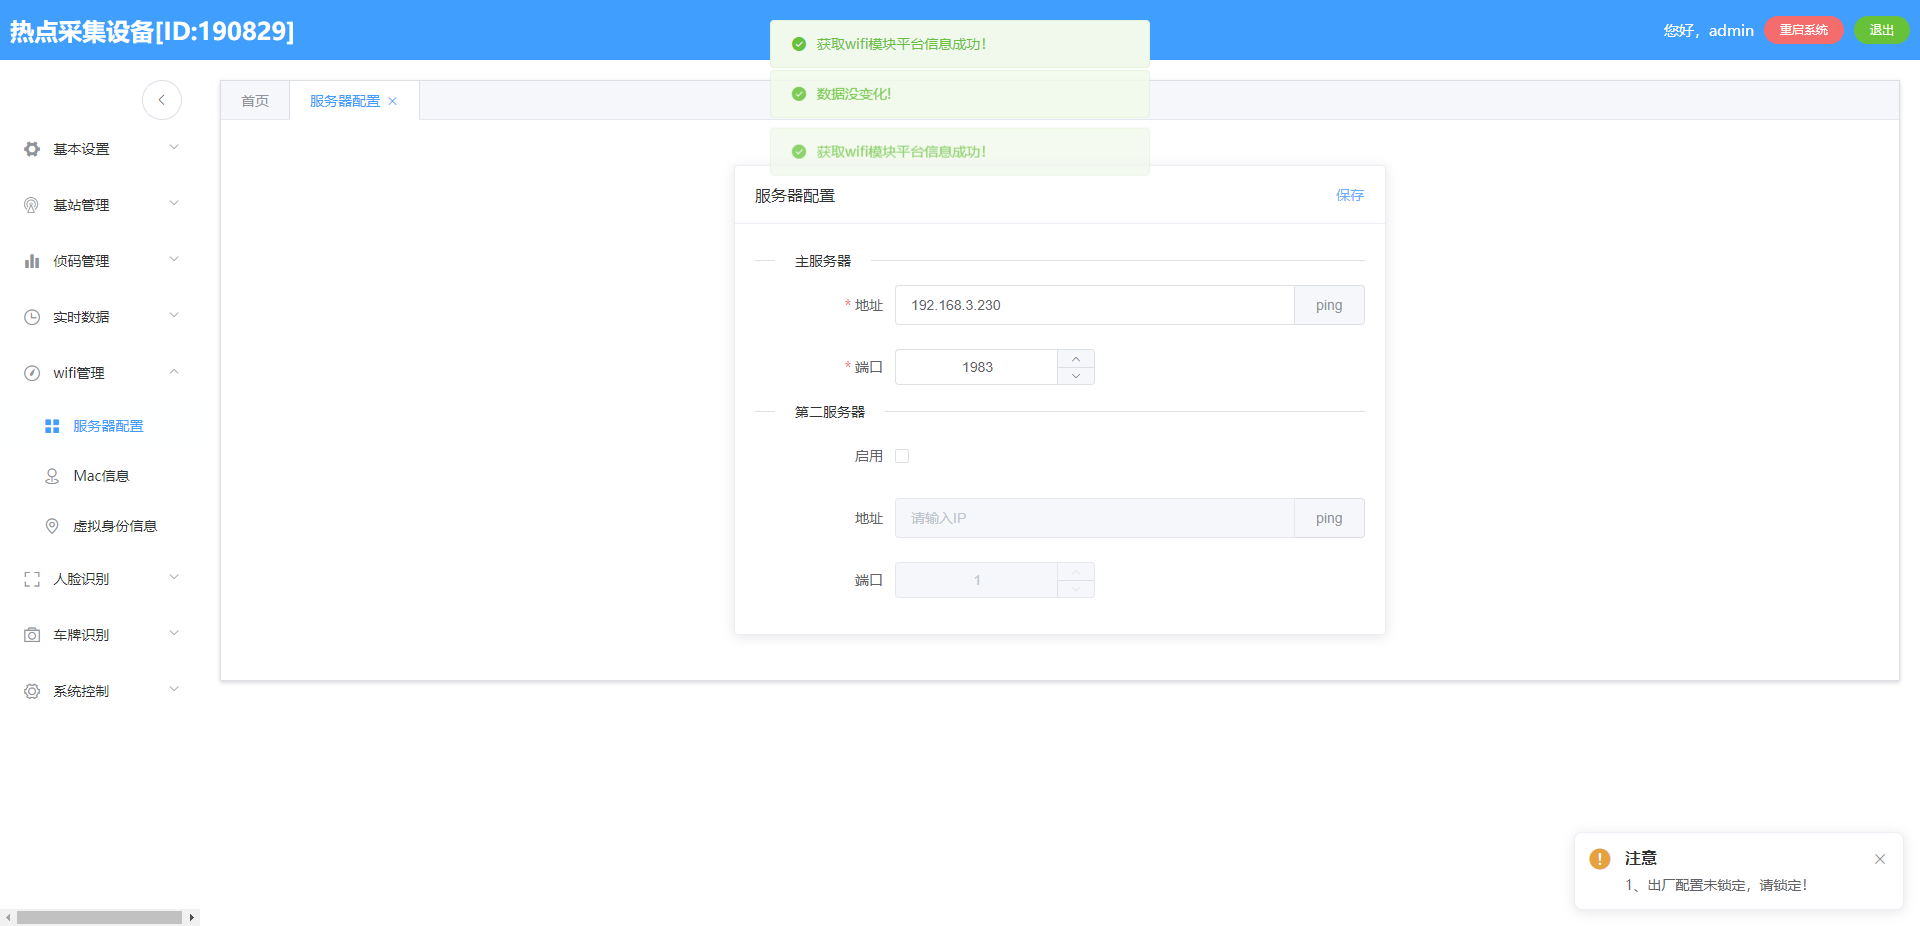 热点采集设备[ID:190829]
您好，admin
重启系统
退出
获取wifi模块平台信息成功!
数据没变化!
获取wifi模块平台信息成功!
首页
服务器配置
基本设置
基站管理
侦码管理
实时数据
wifi管理
服务器配置
Mac信息
虚拟身份信息
人脸识别
车牌识别
系统控制
服务器配置
保存
主服务器
* 地址
192.168.3.230
ping
* 端口
1983
第二服务器
启用
地址
请输入IP
ping
端口
1
注意
1、出厂配置未锁定，请锁定!